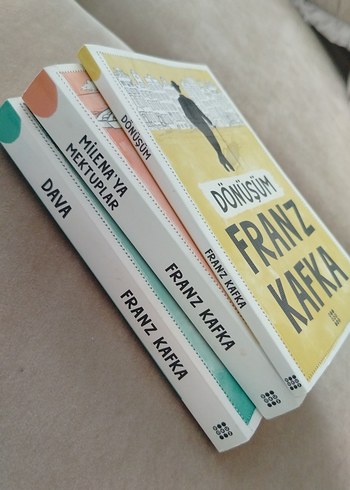 DÖNÜŞÜM
FRANZ
KAFKA
DÖNÜŞÜM
FRANZ KAFKA
MİLENA'YA
MEKTUPLAR
FRANZ KAFKA
DAVA
FRANZ KAFKA